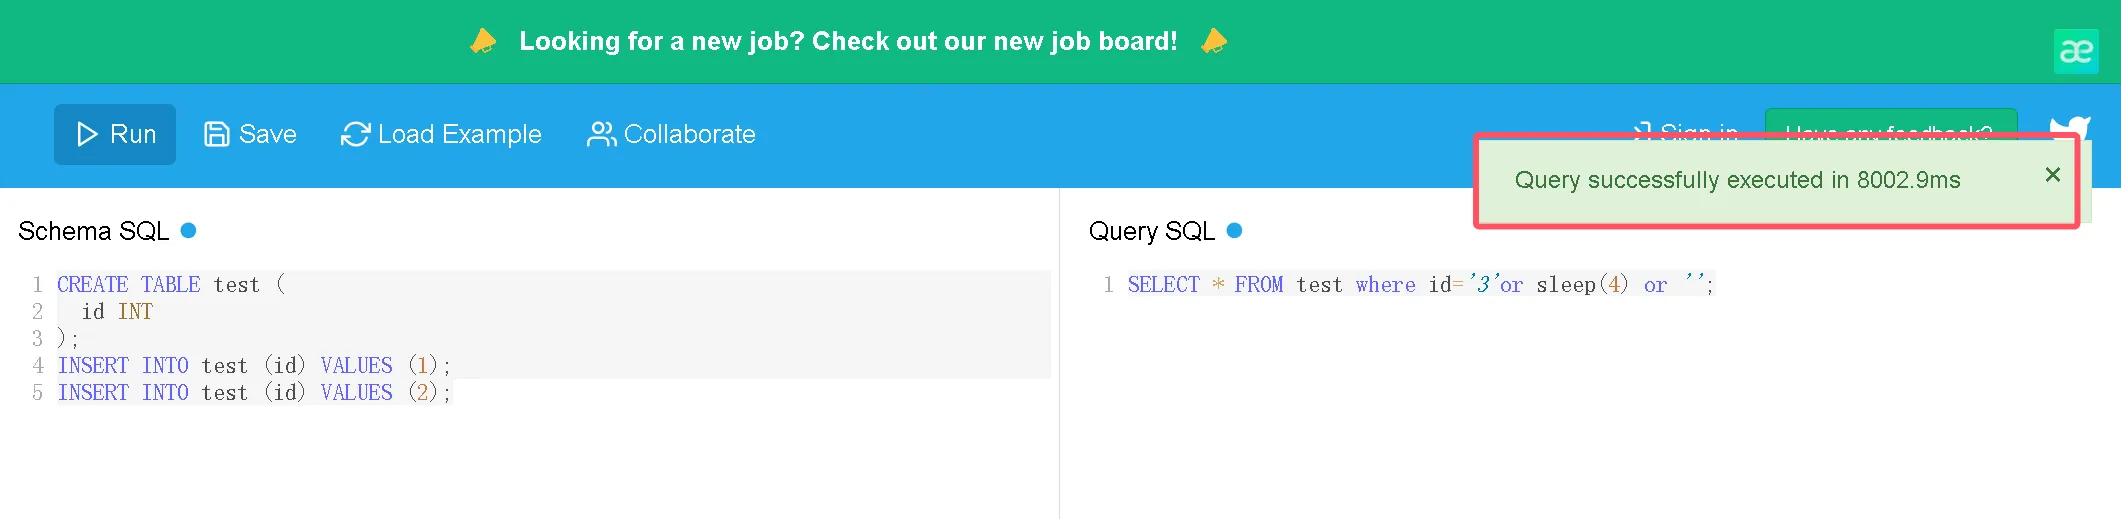 Looking for a new job? Check out our new job board!
æ
Run
Save
Load Example
Collaborate
Sign in
Have any feedback?
Query successfully executed in 8002.9ms
×
Schema SQL
1 CREATE TABLE test (
2 id INT
3 );
4 INSERT INTO test (id) VALUES (1);
5 INSERT INTO test (id) VALUES (2);
Query SQL
1 SELECT * FROM test where id='3'or sleep(4) or '';